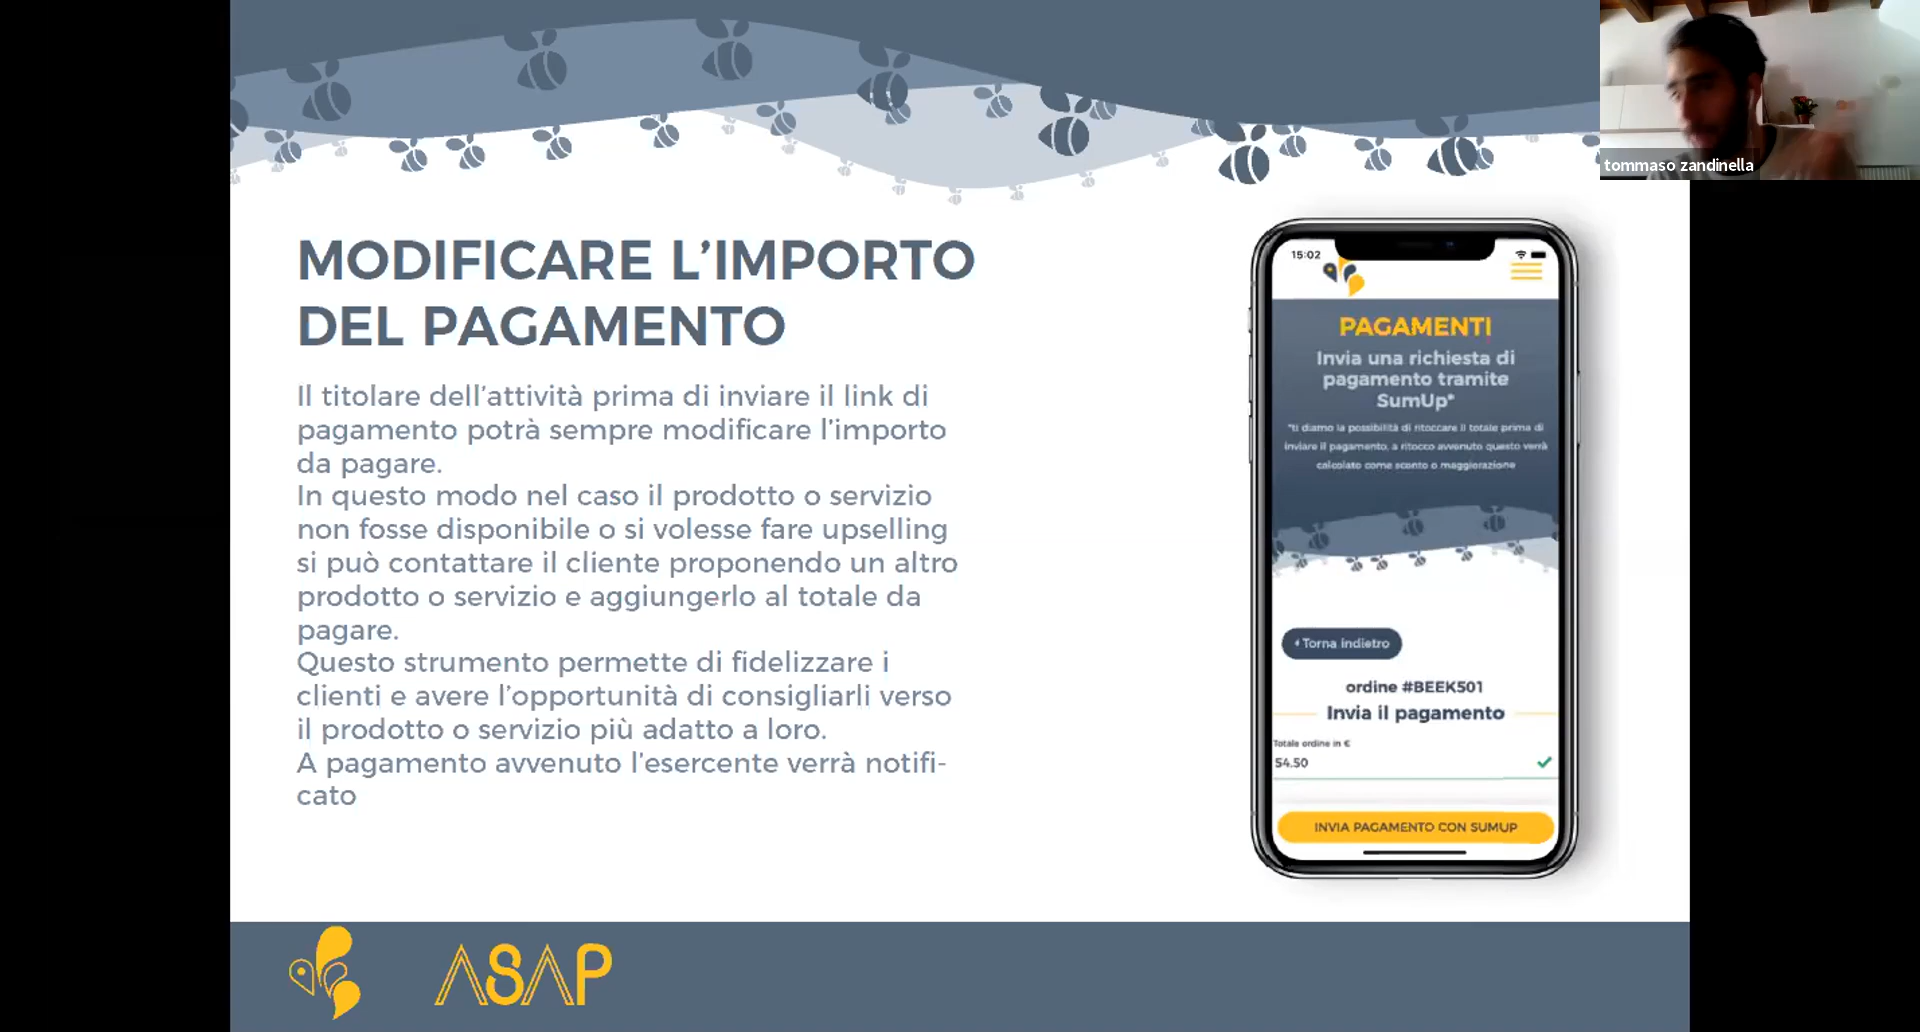 MODIFICARE L'IMPORTO
DEL PAGAMENTO
Il titolare dell'attività prima di inviare il link di
pagamento potrà sempre modificare l'importo
da pagare.
In questo modo nel caso il prodotto o servizio
non fosse disponibile o si volesse fare upselling
si può contattare il cliente proponendo un altro
prodotto o servizio e aggiungerlo al totale da
pagare.
Questo strumento permette di fidelizzare i
clienti e avere l'opportunità di consigliarli verso
il prodotto o servizio più adatto a loro.
A pagamento avvenuto l'esercente verrà notifi-
cato
15:02
PAGAMENTI
Invia una richiesta di
pagamento tramite
SumUp*
*ti diamo la possibilità di ritoccare il totale prima di
inviare il pagamento, a ritocco avvenuto questo verrà
calcolato come sconto o maggiorazione
Torna indietro
ordine #BEEK501
Invia il pagamento
Totale ordine in €
54.50
INVIA PAGAMENTO CON SUMUP
ASAP
tommaso zandinella